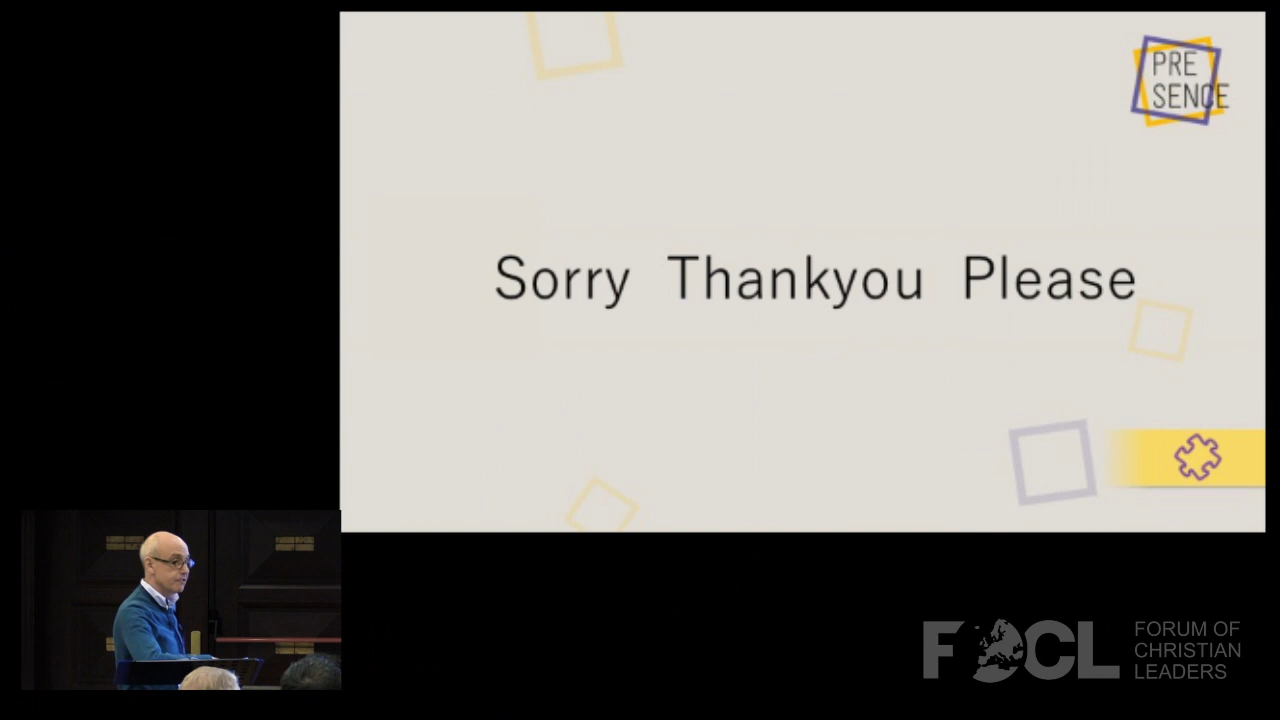 PRE
SENCE
Sorry Thankyou Please
FOCL
FORUM OF
CHRISTIAN
LEADERS